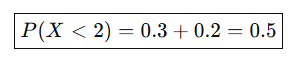 P(X < 2) = 0.3 + 0.2 = 0.5